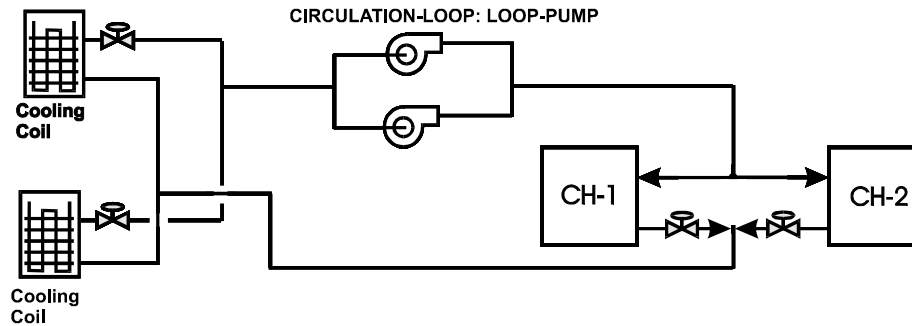 CIRCULATION-LOOP: LOOP-PUMP
Cooling
Coil
CH-1
CH-2
Cooling
Coil